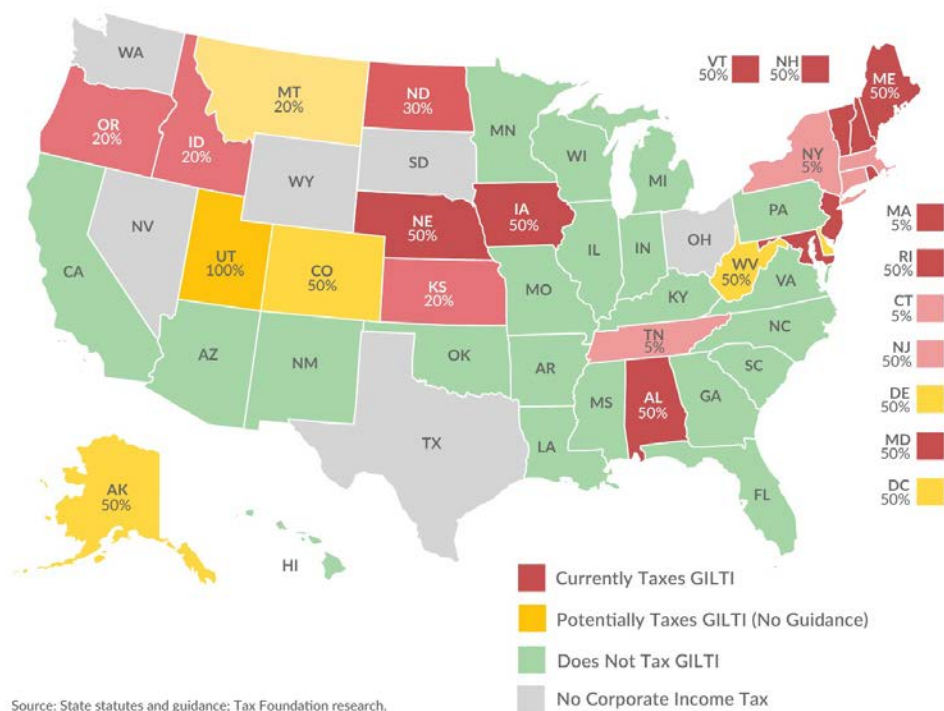 WA
VT
50%
NH
50%
ME
50%
MT
20%
ND
30%
MN
OR
20%
ID
20%
SD
WI
NY
5%
MI
WY
MA
5%
IA
50%
PA
NE
50%
NV
OH
RI
50%
IL
IN
UT
100%
CO
50%
WV
50%
CA
VA
KS
20%
MO
KY
CT
5%
NC
TN
5%
NJ
50%
AZ
NM
OK
AR
SC
DE
50%
MS
AL
50%
GA
TX
LA
MD
50%
AK
50%
FL
DC
50%
HI
Currently Taxes GILTI
Potentially Taxes GILTI (No Guidance)
Does Not Tax GILTI
No Corporate Income Tax
Source: State statutes and guidance; Tax Foundation research.